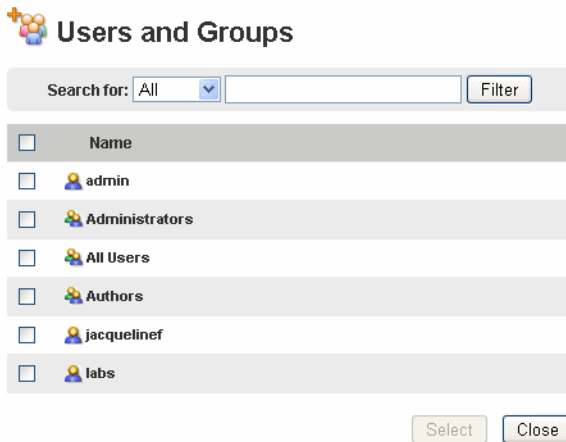 Users and Groups
Search for: All Filter
Name
admin
Administrators
All Users
Authors
jacquelinef
labs
Select Close